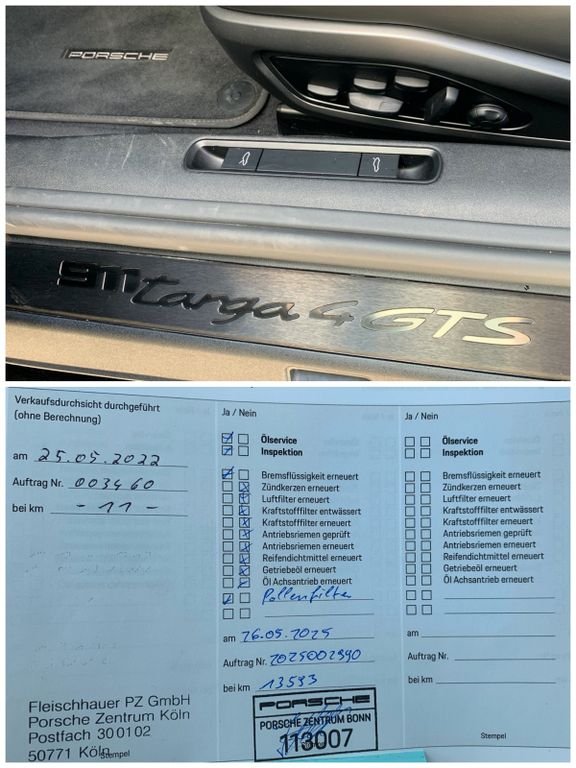 PORSCHE
911 targa 4 GTS
Verkaufsdurchsicht durchgeführt
(ohne Berechnung)
am 25.05.2022
Auftrag Nr. 003460
bei km -11-
Fleischhauer PZ GmbH
Porsche Zentrum Köln
Postfach 30 01 02
50771 Köln
Stempel
Ja / Nein
Ölservice
Inspektion
Bremsflüssigkeit erneuert
Zündkerzen erneuert
Luftfilter erneuert
Kraftstofffilter entwässert
Kraftstofffilter erneuert
Antriebsriemen geprüft
Antriebsriemen erneuert
Reifendichtmittel erneuert
Getriebeöl erneuert
Öl Achsantrieb erneuert
Pollenfilter
am 26.05.2025
Auftrag Nr. 2025002990
bei km 13593
PORSCHE
PORSCHE ZENTRUM BONN
113007
Ja / Nein
Ölservice
Inspektion
Bremsflüssigkeit erneuert
Zündkerzen erneuert
Luftfilter erneuert
Kraftstofffilter entwässert
Kraftstofffilter erneuert
Antriebsriemen geprüft
Antriebsriemen erneuert
Reifendichtmittel erneuert
Getriebeöl erneuert
Öl Achsantrieb erneuert
am
Auftrag Nr.
bei km
Stempel